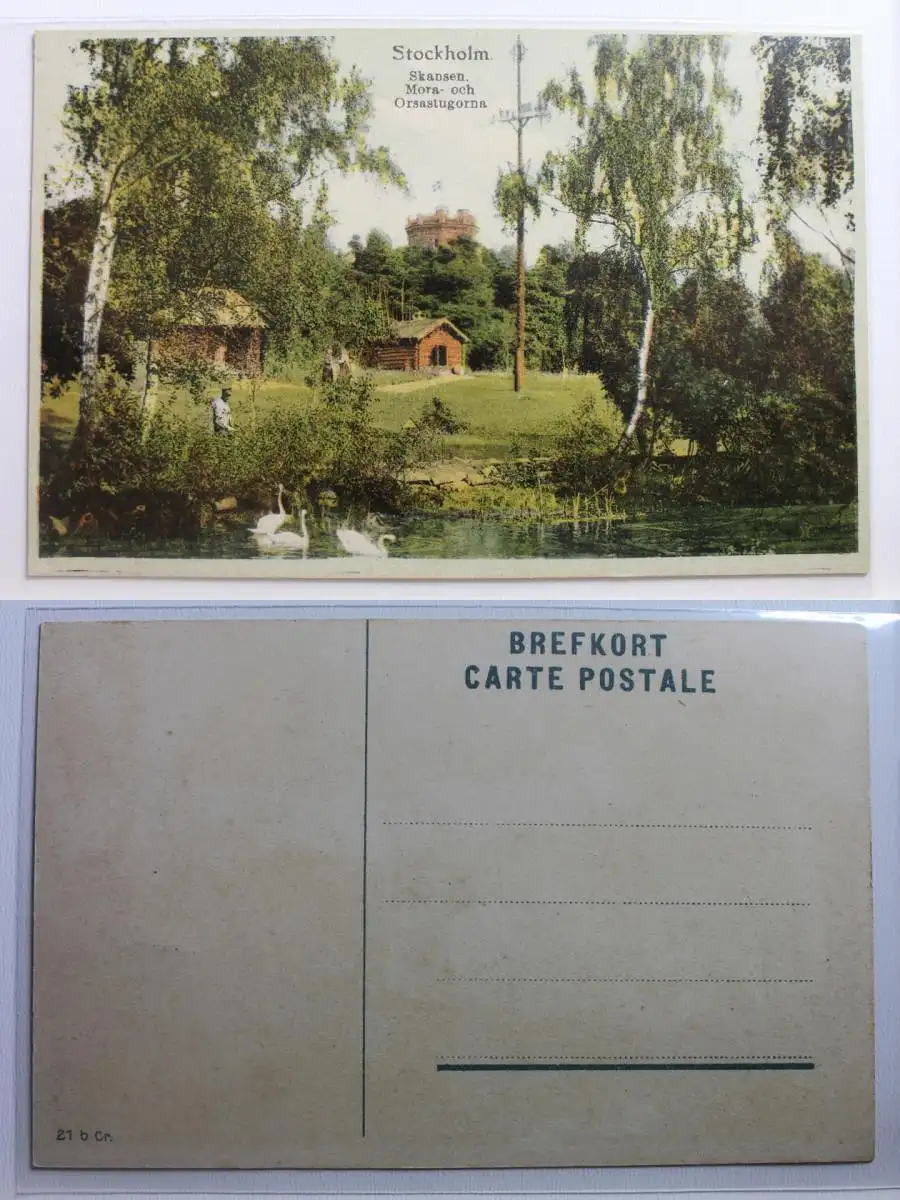 Stockholm.
Skansen.
Mora- och
Orsastugorna
BREFKORT
CARTE POSTALE
21 b Cr.